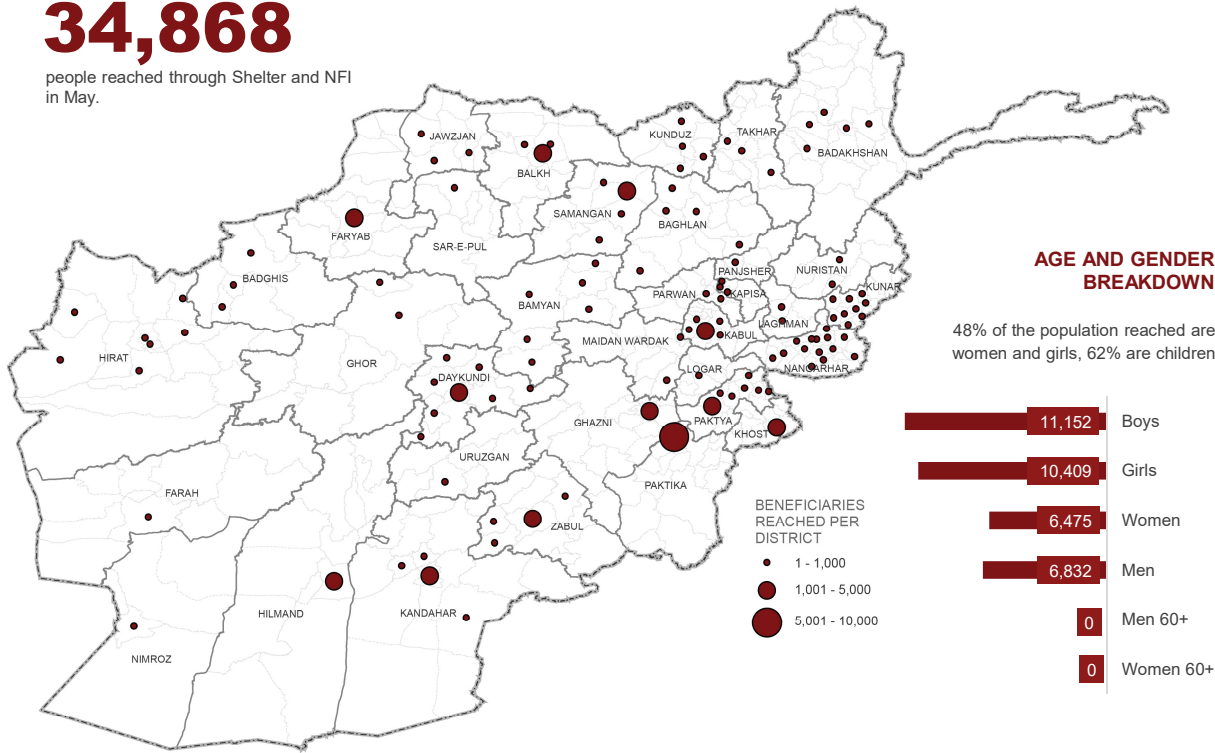 34,868
people reached through Shelter and NFI
in May.
JAWZJAN
BALKH
KUNDUZ
TAKHAR
BADAKHSHAN
SAMANGAN
BAGHLAN
FARYAB
SAR-E-PUL
BADGHIS
PANJSHER
NURISTAN
KUNAR
BAMYAN
PARWAN
KAPISA
LAGHMAN
KABUL
MAIDAN WARDAK
HIRAT
GHOR
DAYKUNDI
LOGAR
NANGARHAR
GHAZNI
PAKTYA
KHOST
URUZGAN
PAKTIKA
FARAH
ZABUL
HILMAND
KANDAHAR
NIMROZ
BENEFICIARIES
REACHED PER
DISTRICT
1 - 1,000
1,001 - 5,000
5,001 - 10,000
AGE AND GENDER
BREAKDOWN
48% of the population reached are
women and girls, 62% are children
11,152 Boys
10,409 Girls
6,475 Women
6,832 Men
0 Men 60+
0 Women 60+